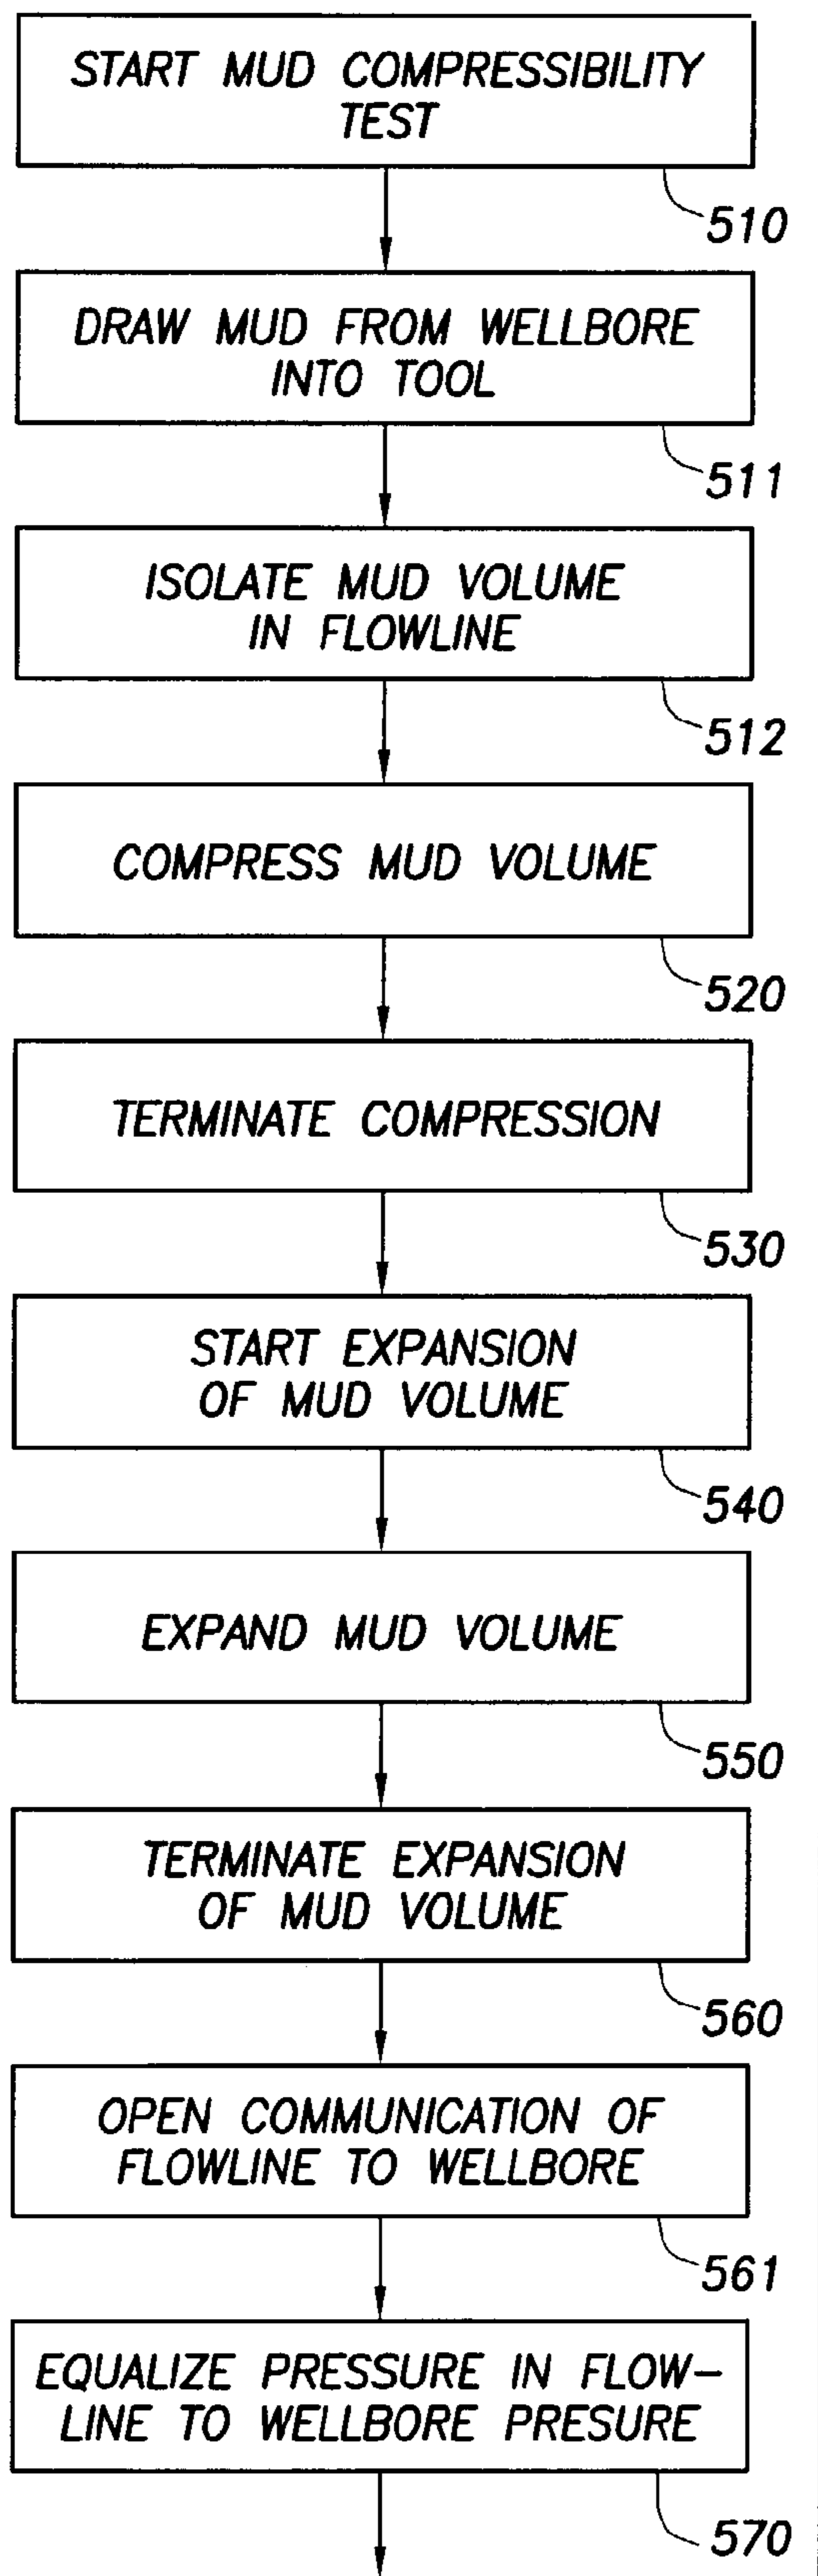 START MUD COMPRESSIBILITY
TEST
510
DRAW MUD FROM WELLBORE
INTO TOOL
511
ISOLATE MUD VOLUME
IN FLOWLINE
512
COMPRESS MUD VOLUME
520
TERMINATE COMPRESSION
530
START EXPANSION
OF MUD VOLUME
540
EXPAND MUD VOLUME
550
TERMINATE EXPANSION
OF MUD VOLUME
560
OPEN COMMUNICATION OF
FLOWLINE TO WELLBORE
561
EQUALIZE PRESSURE IN FLOW-
LINE TO WELLBORE PRESURE
570